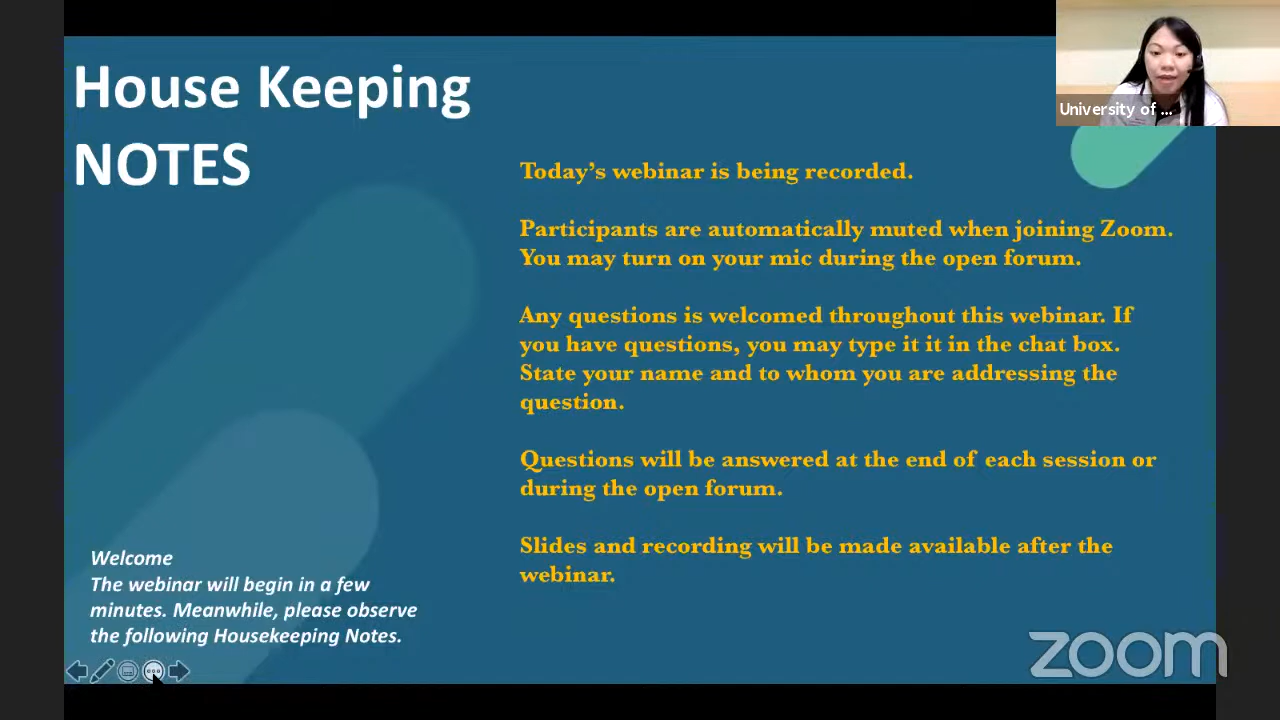 House Keeping
NOTES
University of ...
Today's webinar is being recorded.
Participants are automatically muted when joining Zoom.
You may turn on your mic during the open forum.
Any questions is welcomed throughout this webinar. If
you have questions, you may type it it in the chat box.
State your name and to whom you are addressing the
question.
Questions will be answered at the end of each session or
during the open forum.
Slides and recording will be made available after the
webinar.
Welcome
The webinar will begin in a few
minutes. Meanwhile, please observe
the following Housekeeping Notes.
zoom